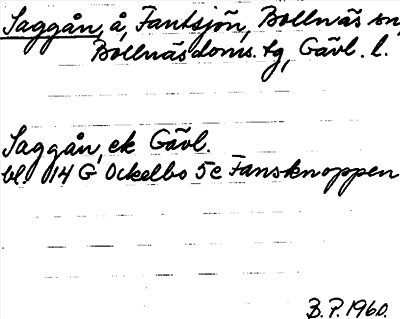 Saggån, å, Fantsjön, Bollnäs sn,
Bollnäs doms. tg, Gävl. l.
Saggån, ek Gävl.
bl. 14 G Ockelbo 5c Fansknoppen
B.P. 1960.